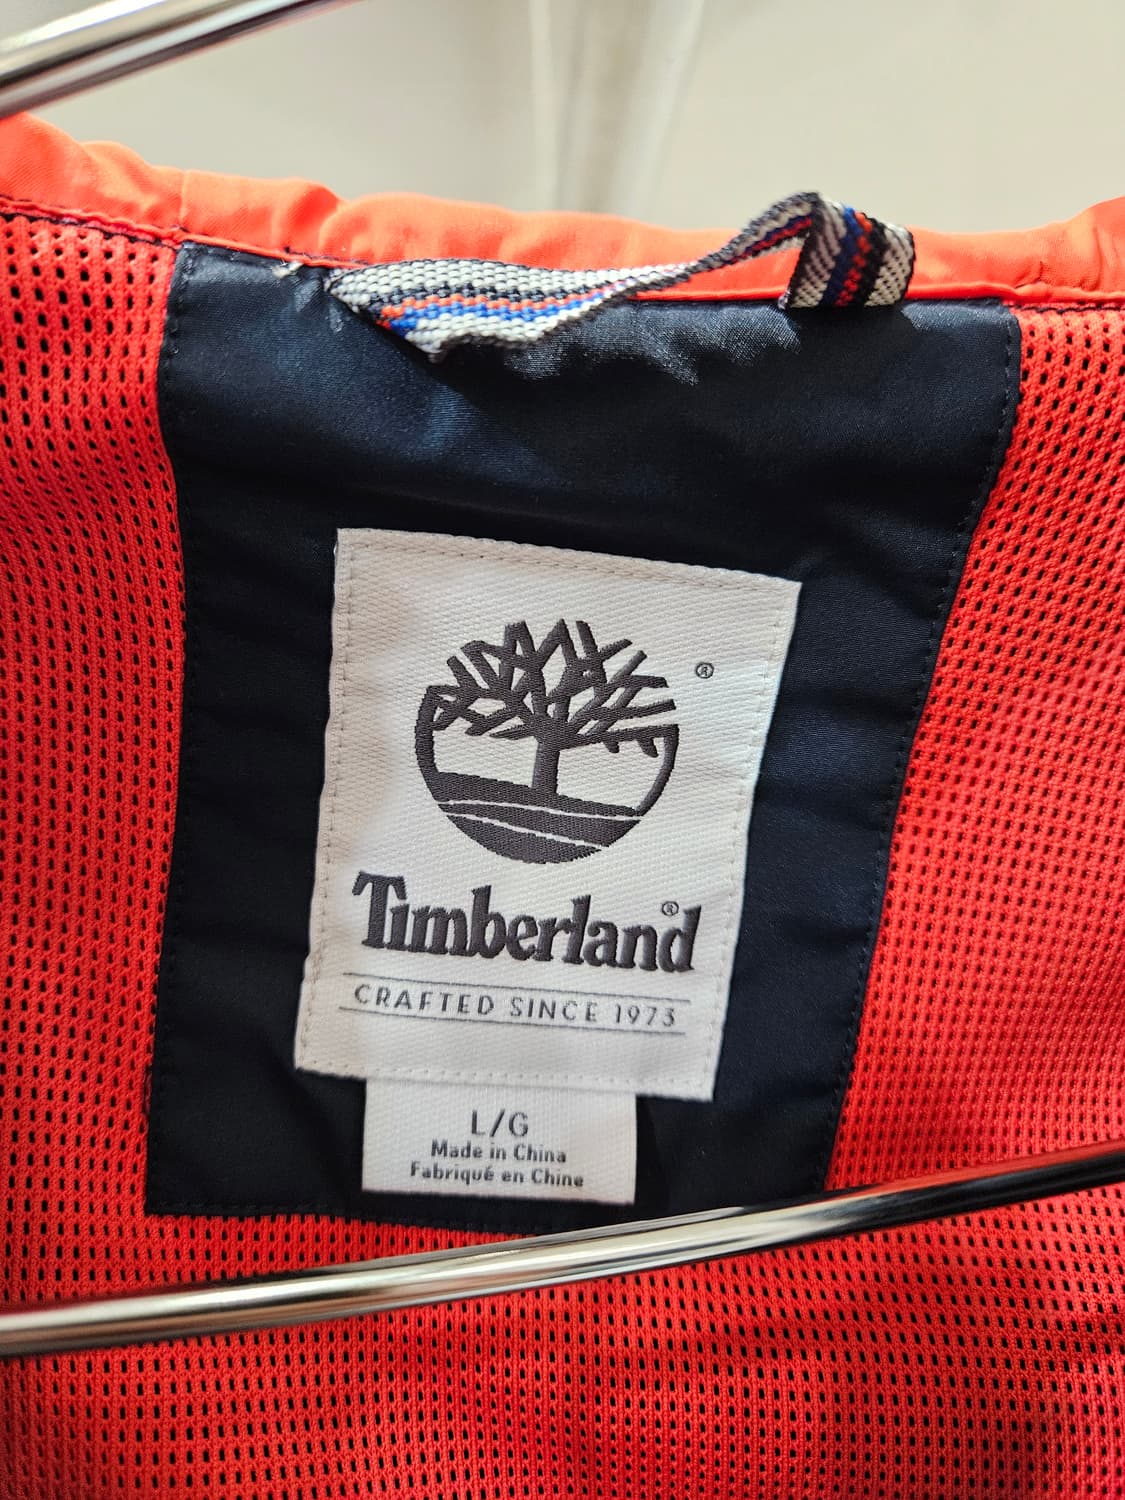 ®
Timberland®
CRAFTED SINCE 1973
L/G
Made in China
Fabriqué en Chine